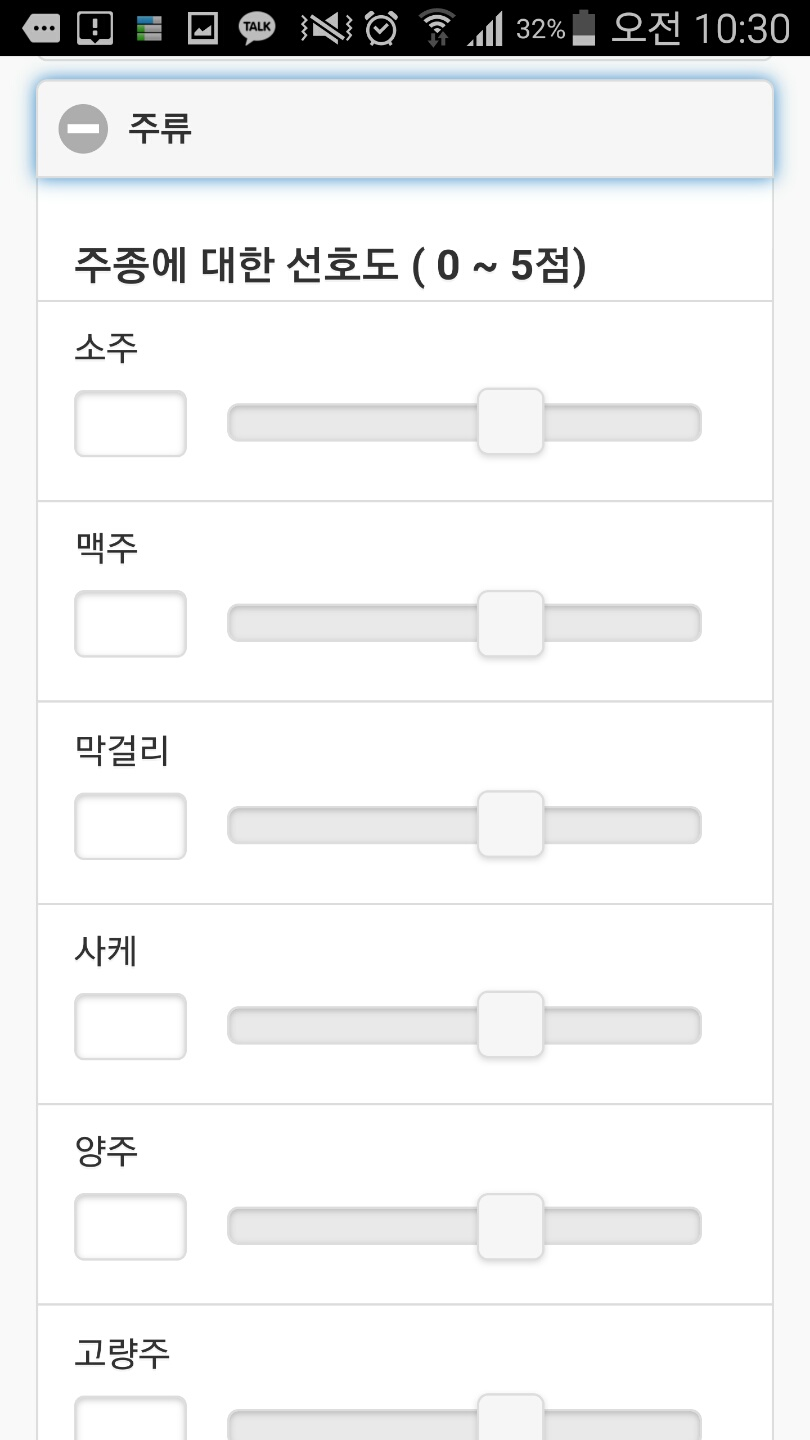 TALK 32% 오전 10:30
주류
주종에 대한 선호도 ( 0 ~ 5점)
소주
맥주
막걸리
사케
양주
고량주